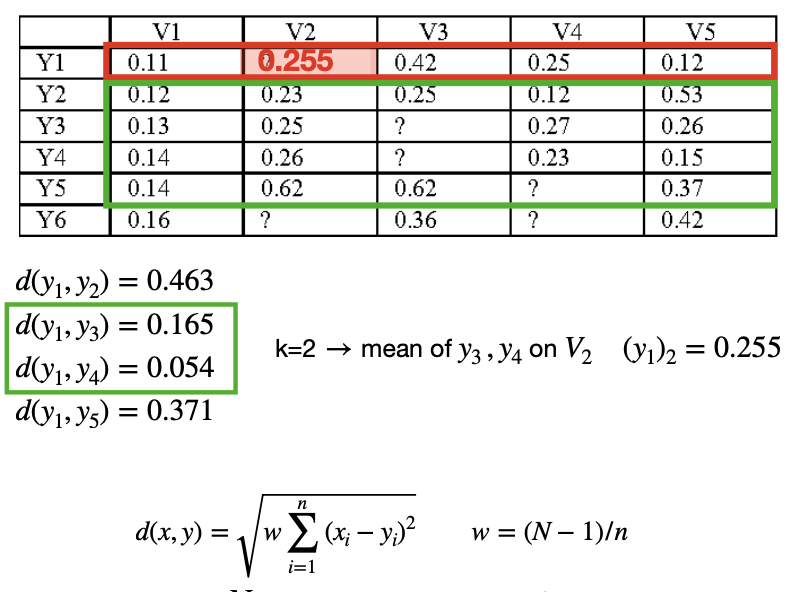 V1 V2 V3 V4 V5
Y1 0.11 0.255 0.42 0.25 0.12
Y2 0.12 0.23 0.25 0.12 0.53
Y3 0.13 0.25 ? 0.27 0.26
Y4 0.14 0.26 ? 0.23 0.15
Y5 0.14 0.62 0.62 ? 0.37
Y6 0.16 ? 0.36 ? 0.42
d(y₁, y₂) = 0.463
d(y₁, y₃) = 0.165
d(y₁, y₄) = 0.054
d(y₁, y₅) = 0.371
k=2 → mean of y₃ , y₄ on V₂ (y₁)₂ = 0.255
d(x, y) = √(w ∑ⁿᵢ₌₁ (xᵢ − yᵢ)²) w = (N − 1)/n